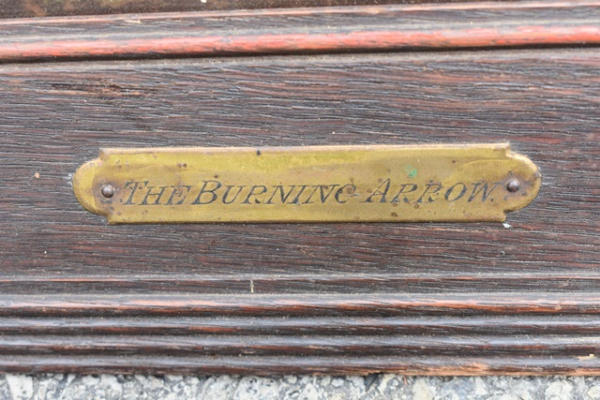 THE BURNING ARROW.